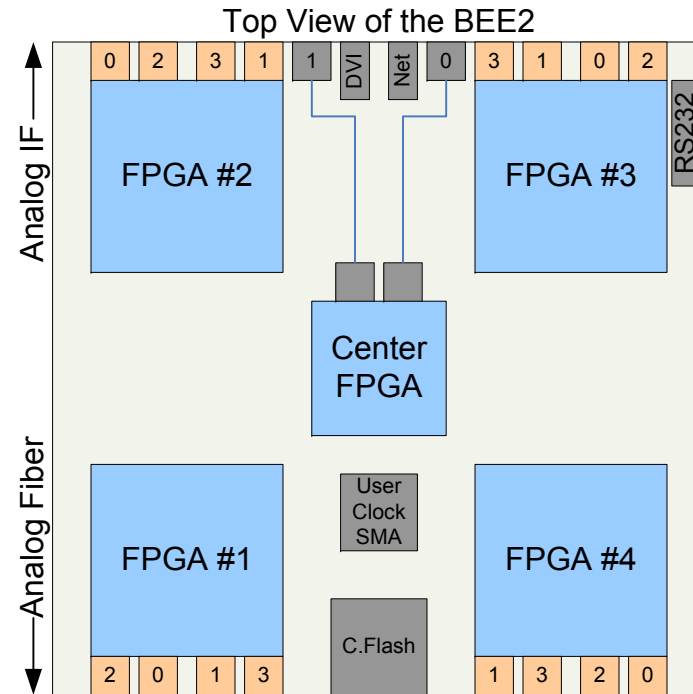 Top View of the BEE2
0 2 3 1 1 DVI Net 0 3 1 0 2
RS232
Analog IF
FPGA #2
FPGA #3
Center
FPGA
Analog Fiber
User
Clock
SMA
FPGA #1
FPGA #4
C.Flash
2 0 1 3 1 3 2 0